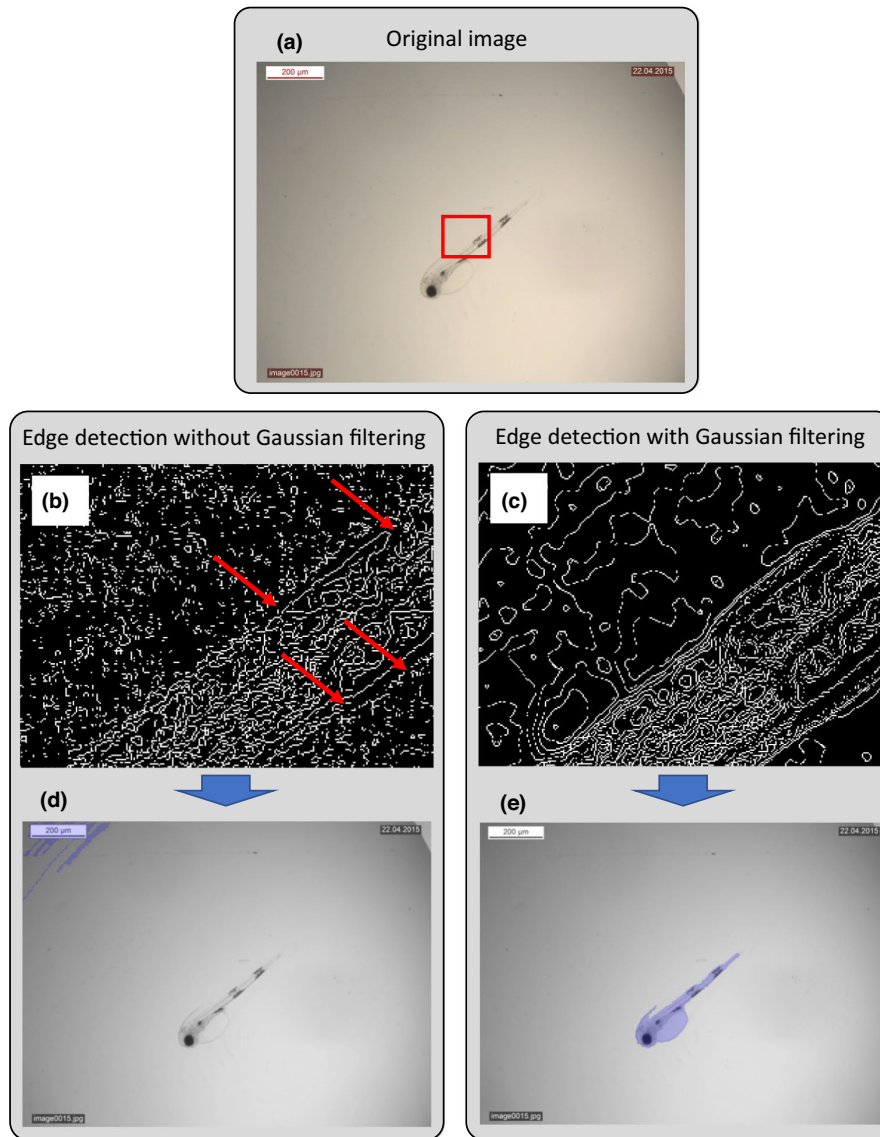 (a)
Original image
200 µm
22.04.2015
image0015.jpg
Edge detection without Gaussian filtering
(b)
(d)
200 µm
22.04.2015
image0015.jpg
Edge detection with Gaussian filtering
(c)
(e)
200 µm
22.04.2015
image0015.jpg